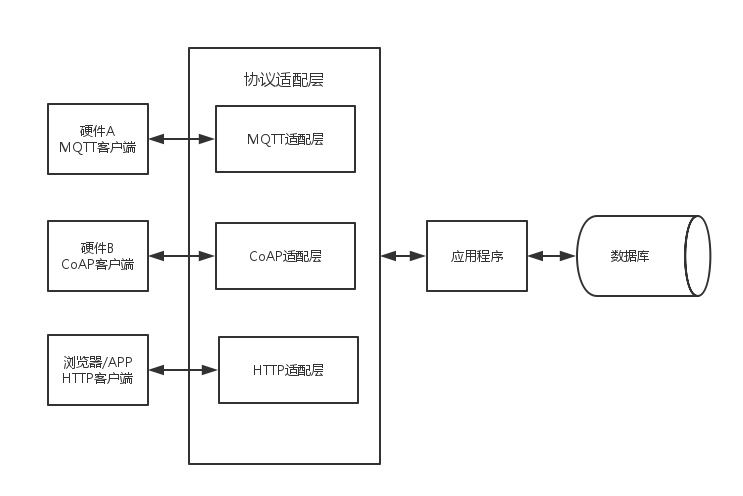 协议适配层
硬件A
MQTT客户端
MQTT适配层
硬件B
CoAP客户端
CoAP适配层
应用程序
数据库
浏览器/APP
HTTP客户端
HTTP适配层